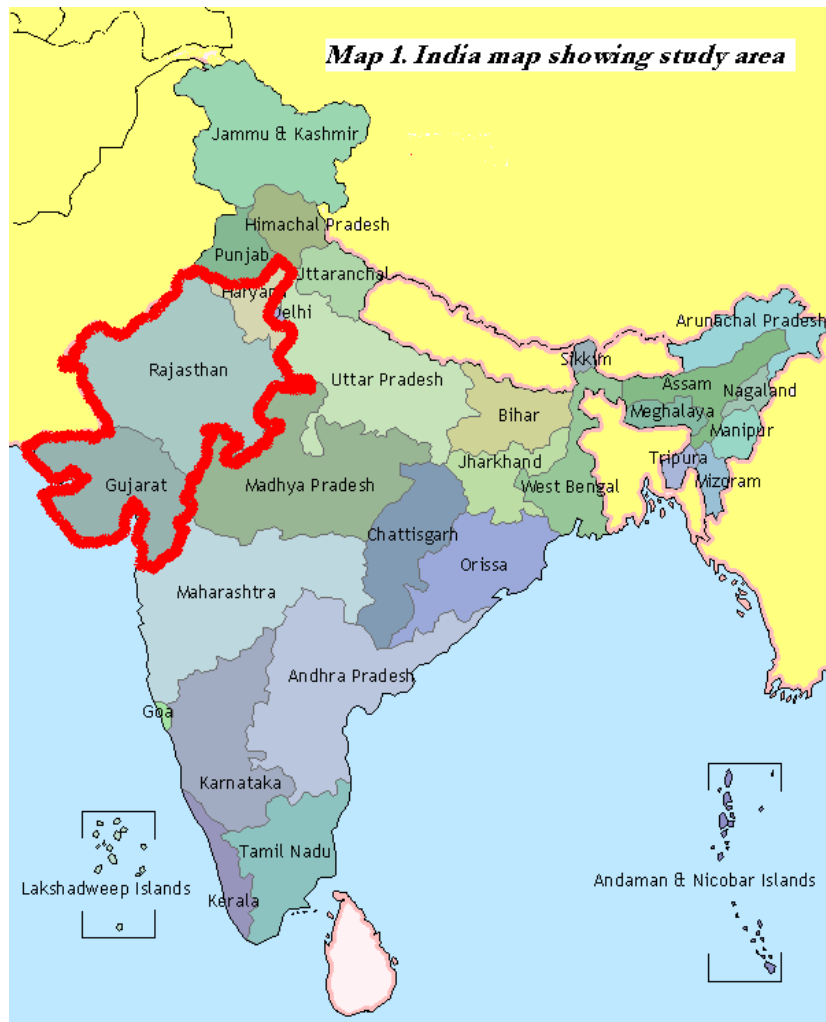 Map 1. India map showing study area
Jammu & Kashmir
Himachal Pradesh
Punjab
Uttaranchal
Haryana
Delhi
Arunachal Pradesh
Sikkim
Rajasthan
Uttar Pradesh
Assam
Nagaland
Bihar
Meghalaya
Manipur
Tripura
Jharkhand
Gujarat
Madhya Pradesh
West Bengal
Mizoram
Chattisgarh
Orissa
Maharashtra
Andhra Pradesh
Goa
Karnataka
Tamil Nadu
Lakshadweep Islands
Andaman & Nicobar Islands
Kerala